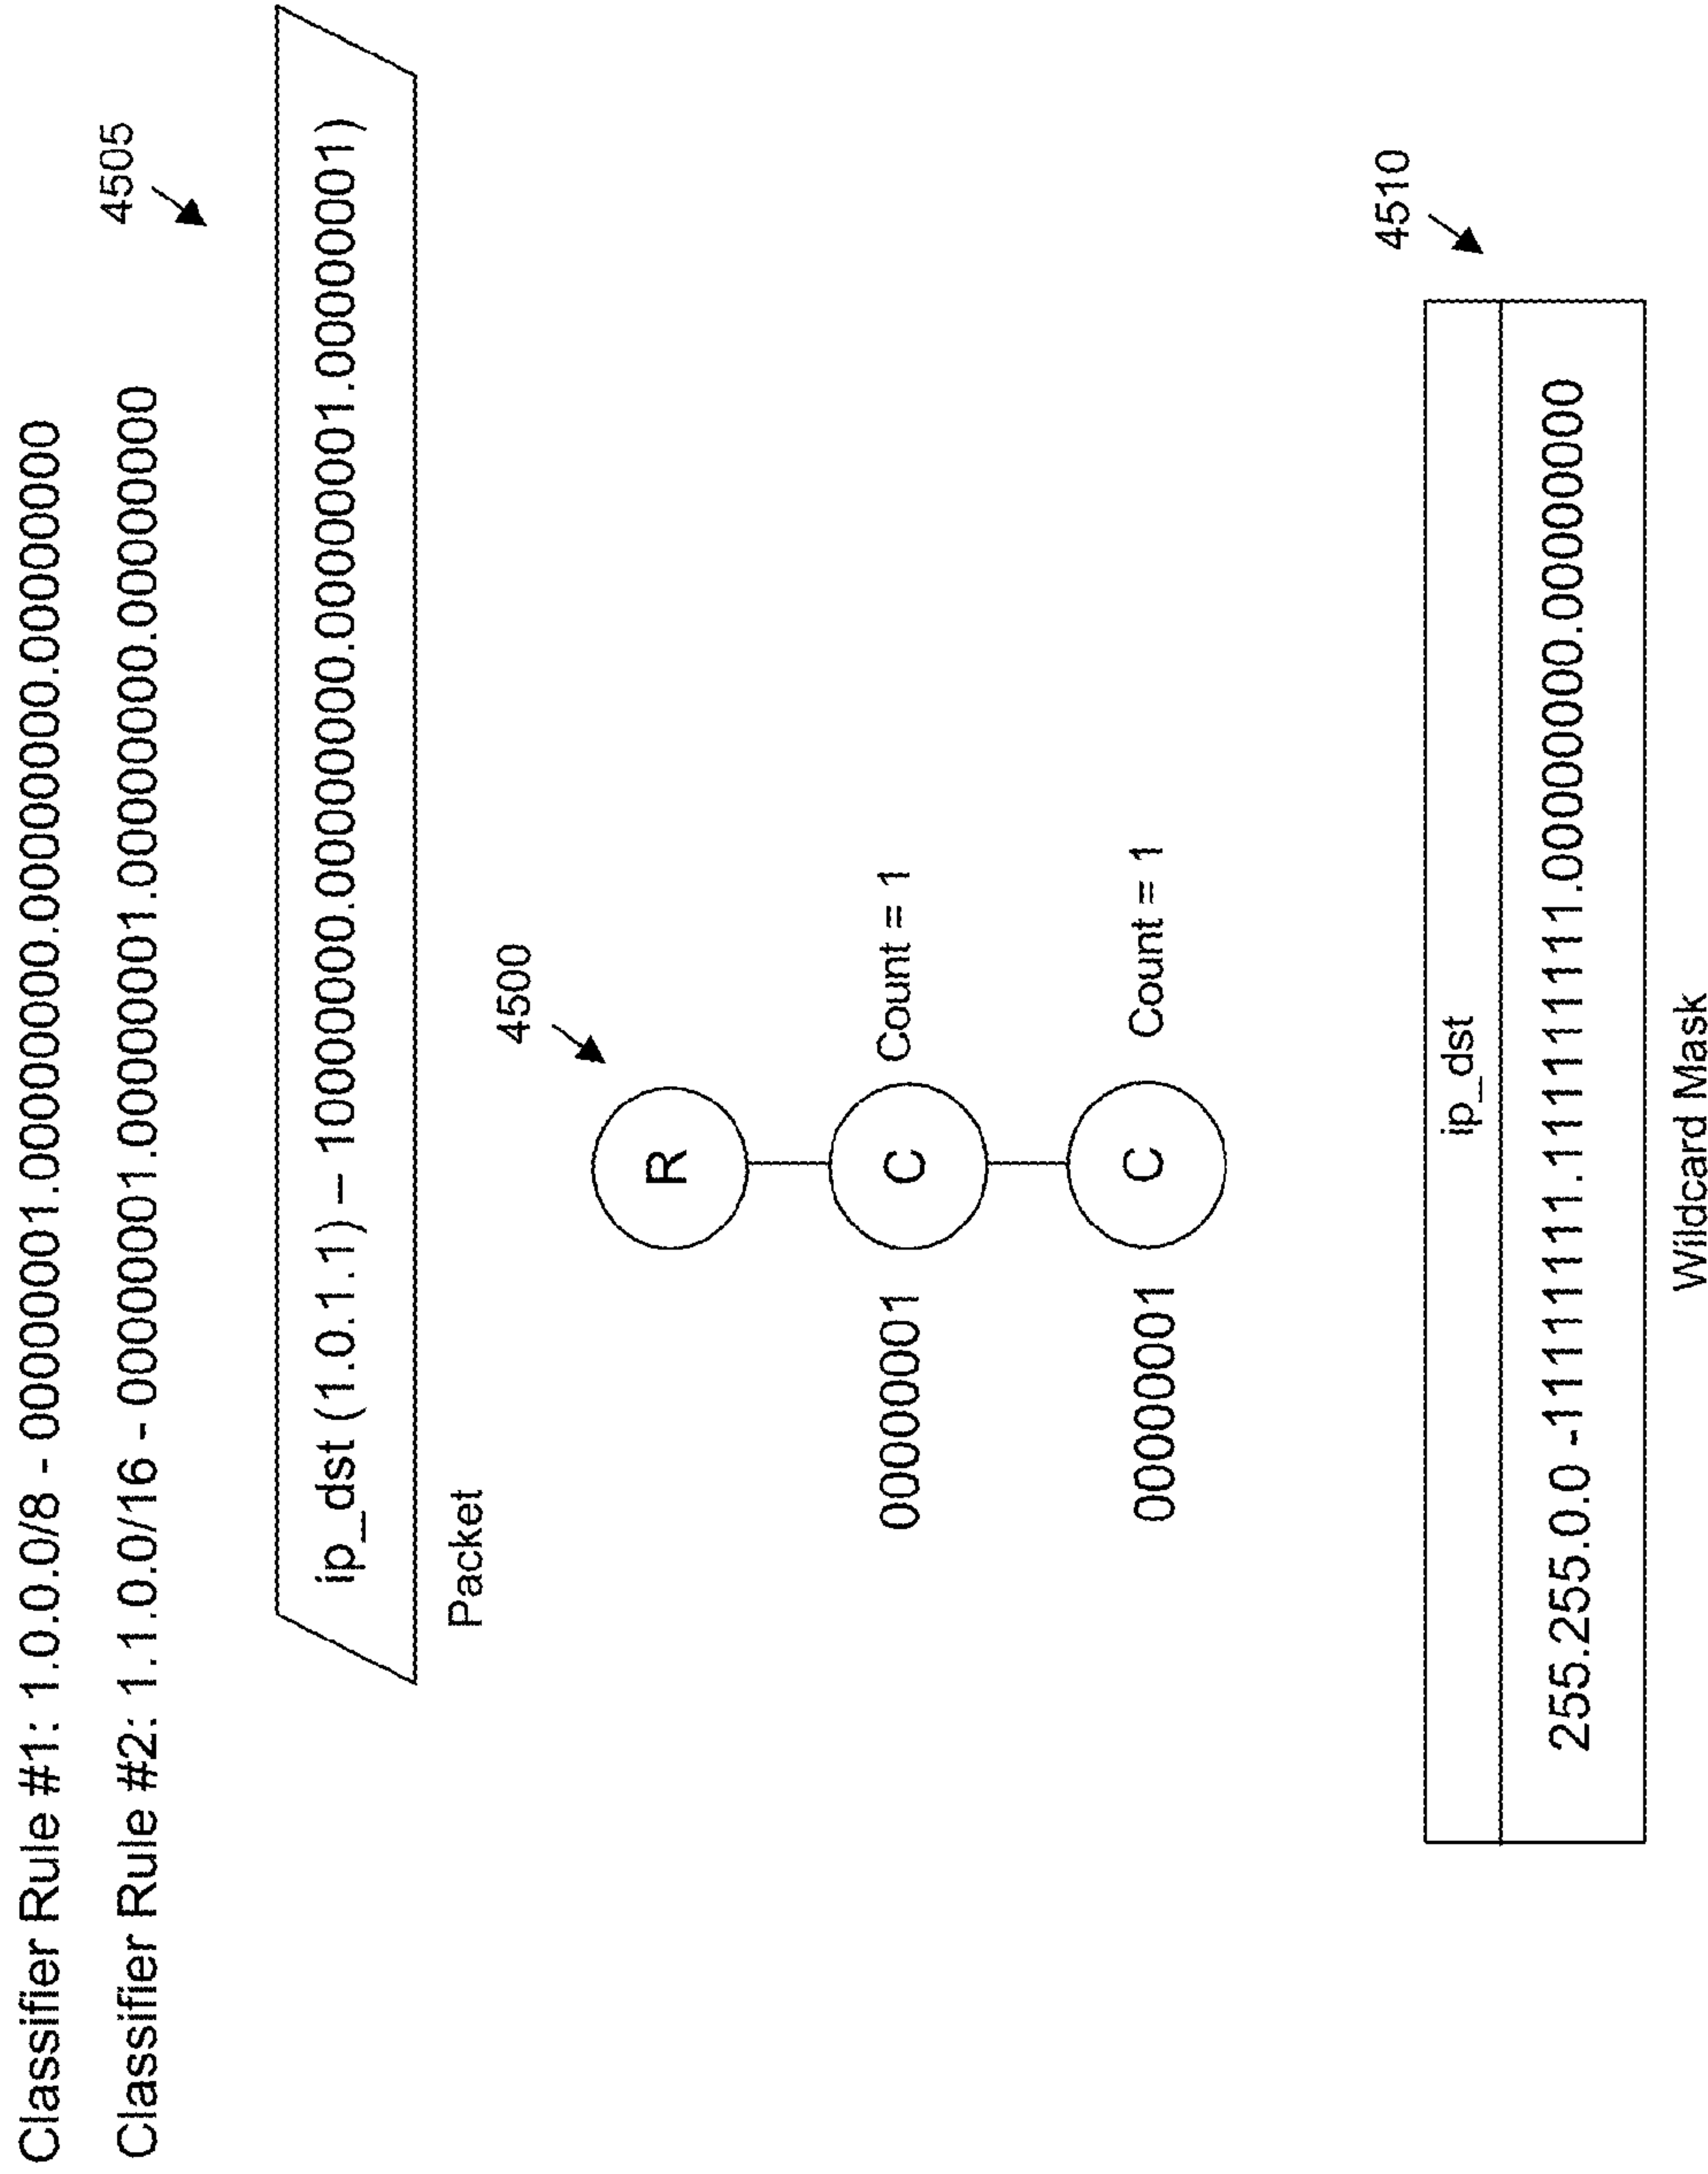 Classifier Rule #1: 1.0.0.0/8 - 00000001.00000000.00000000.00000000
Classifier Rule #2: 1.1.0.0/16 - 00000001.00000001.00000000.00000000
4505
ip_dst (1.0.1.1) – 10000000.00000000.00000001.00000001)
Packet
4500
R
00000001 C Count = 1
00000001 C Count = 1
4510
ip_dst
255.255.0.0 -11111111.11111111.00000000.00000000
Wildcard Mask